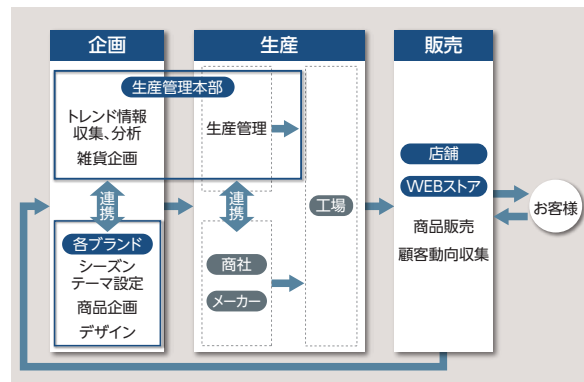 企画
生産管理本部
トレンド情報
収集、分析
雑貨企画
連携
各ブランド
シーズン
テーマ設定
商品企画
デザイン
生産
生産管理
連携
商社
メーカー
工場
販売
店舗
WEBストア
商品販売
顧客動向収集
お客様